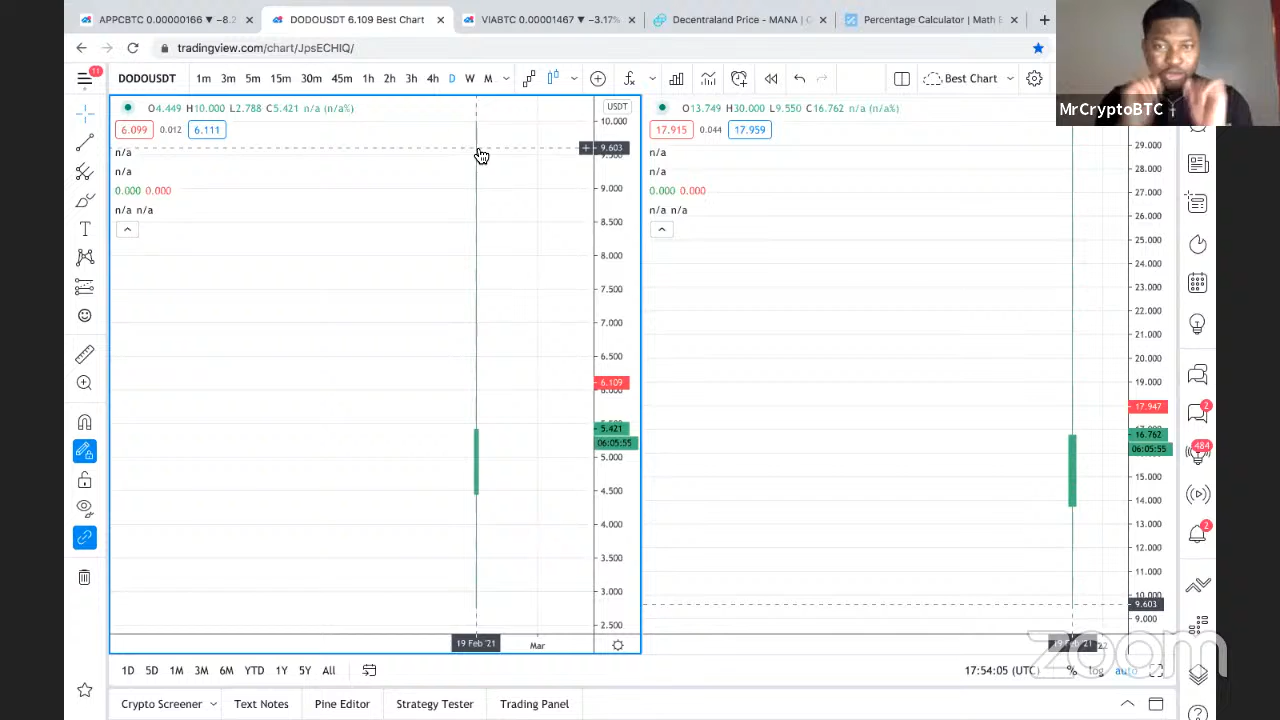 APPCBTC 0.00000166 ▼ −8.2
DODOUSDT 6.109 Best Chart
VIABTC 0.00001467 ▼ −3.17%
Decentraland Price - MANA | C
Percentage Calculator | Math E
tradingview.com/chart/JpsECHIQ/
11
DODOUSDT
1m 3m 5m 15m 30m 45m 1h 2h 3h 4h D W M
Best Chart
MrCryptoBTC
O4.449 H10.000 L2.788 C5.421 n/a (n/a%)
6.099 0.012 6.111
n/a
n/a
0.000 0.000
n/a n/a
USDT
10.000
9.603
9.000
8.500
8.000
7.500
7.000
6.500
6.109
5.421
06:05:55
5.000
4.500
4.000
3.500
3.000
2.500
19 Feb '21
Mar
O13.749 H30.000 L9.550 C16.762 n/a (n/a%)
17.915 0.044 17.959
n/a
n/a
0.000 0.000
n/a n/a
29.000
28.000
27.000
25.000
24.000
23.000
22.000
21.000
20.000
19.000
17.947
16.762
06:05:55
15.000
14.000
13.000
12.000
11.000
10.000
9.603
9.000
19 Feb '21
2
484
2
1D 5D 1M 3M 6M YTD 1Y 5Y All
17:54:05 (UTC) % log auto
zoom
Crypto Screener
Text Notes
Pine Editor
Strategy Tester
Trading Panel